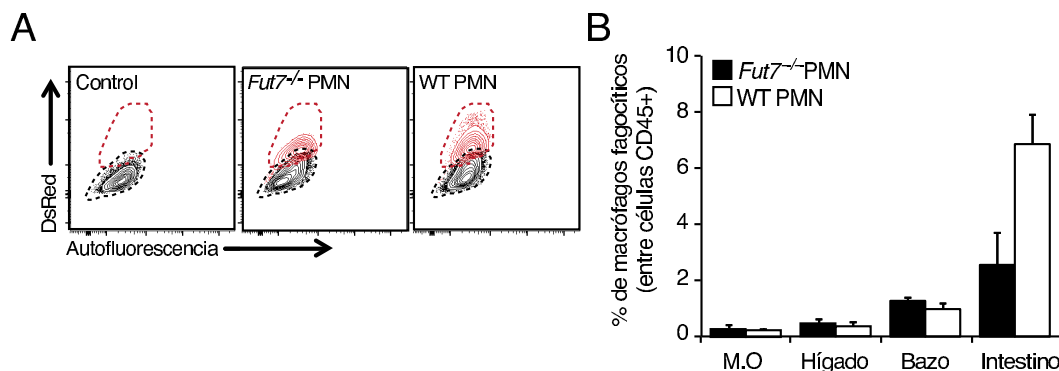 A
Control
Fut7-/- PMN
WT PMN
DsRed
Autofluorescencia
B
% de macrófagos fagocíticos
(entre células CD45+)
10
8
6
4
2
0
Fut7-/-PMN
WT PMN
M.O
Hígado
Bazo
Intestino